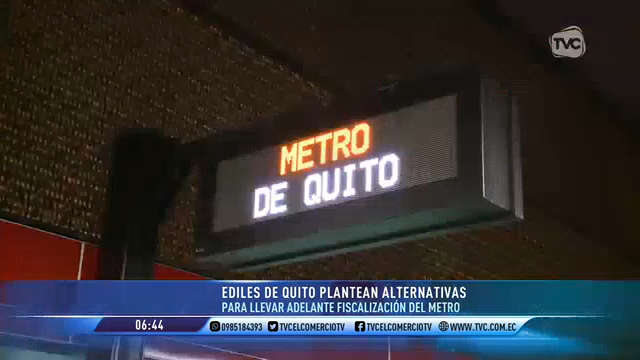 TVC
METRO
DE QUITO
EDILES DE QUITO PLANTEAN ALTERNATIVAS
PARA LLEVAR ADELANTE FISCALIZACIÓN DEL METRO
06:44 0985184393 TVCELCOMERCIOTV TVCELCOMERCIOTV WWW.TVC.COM.EC